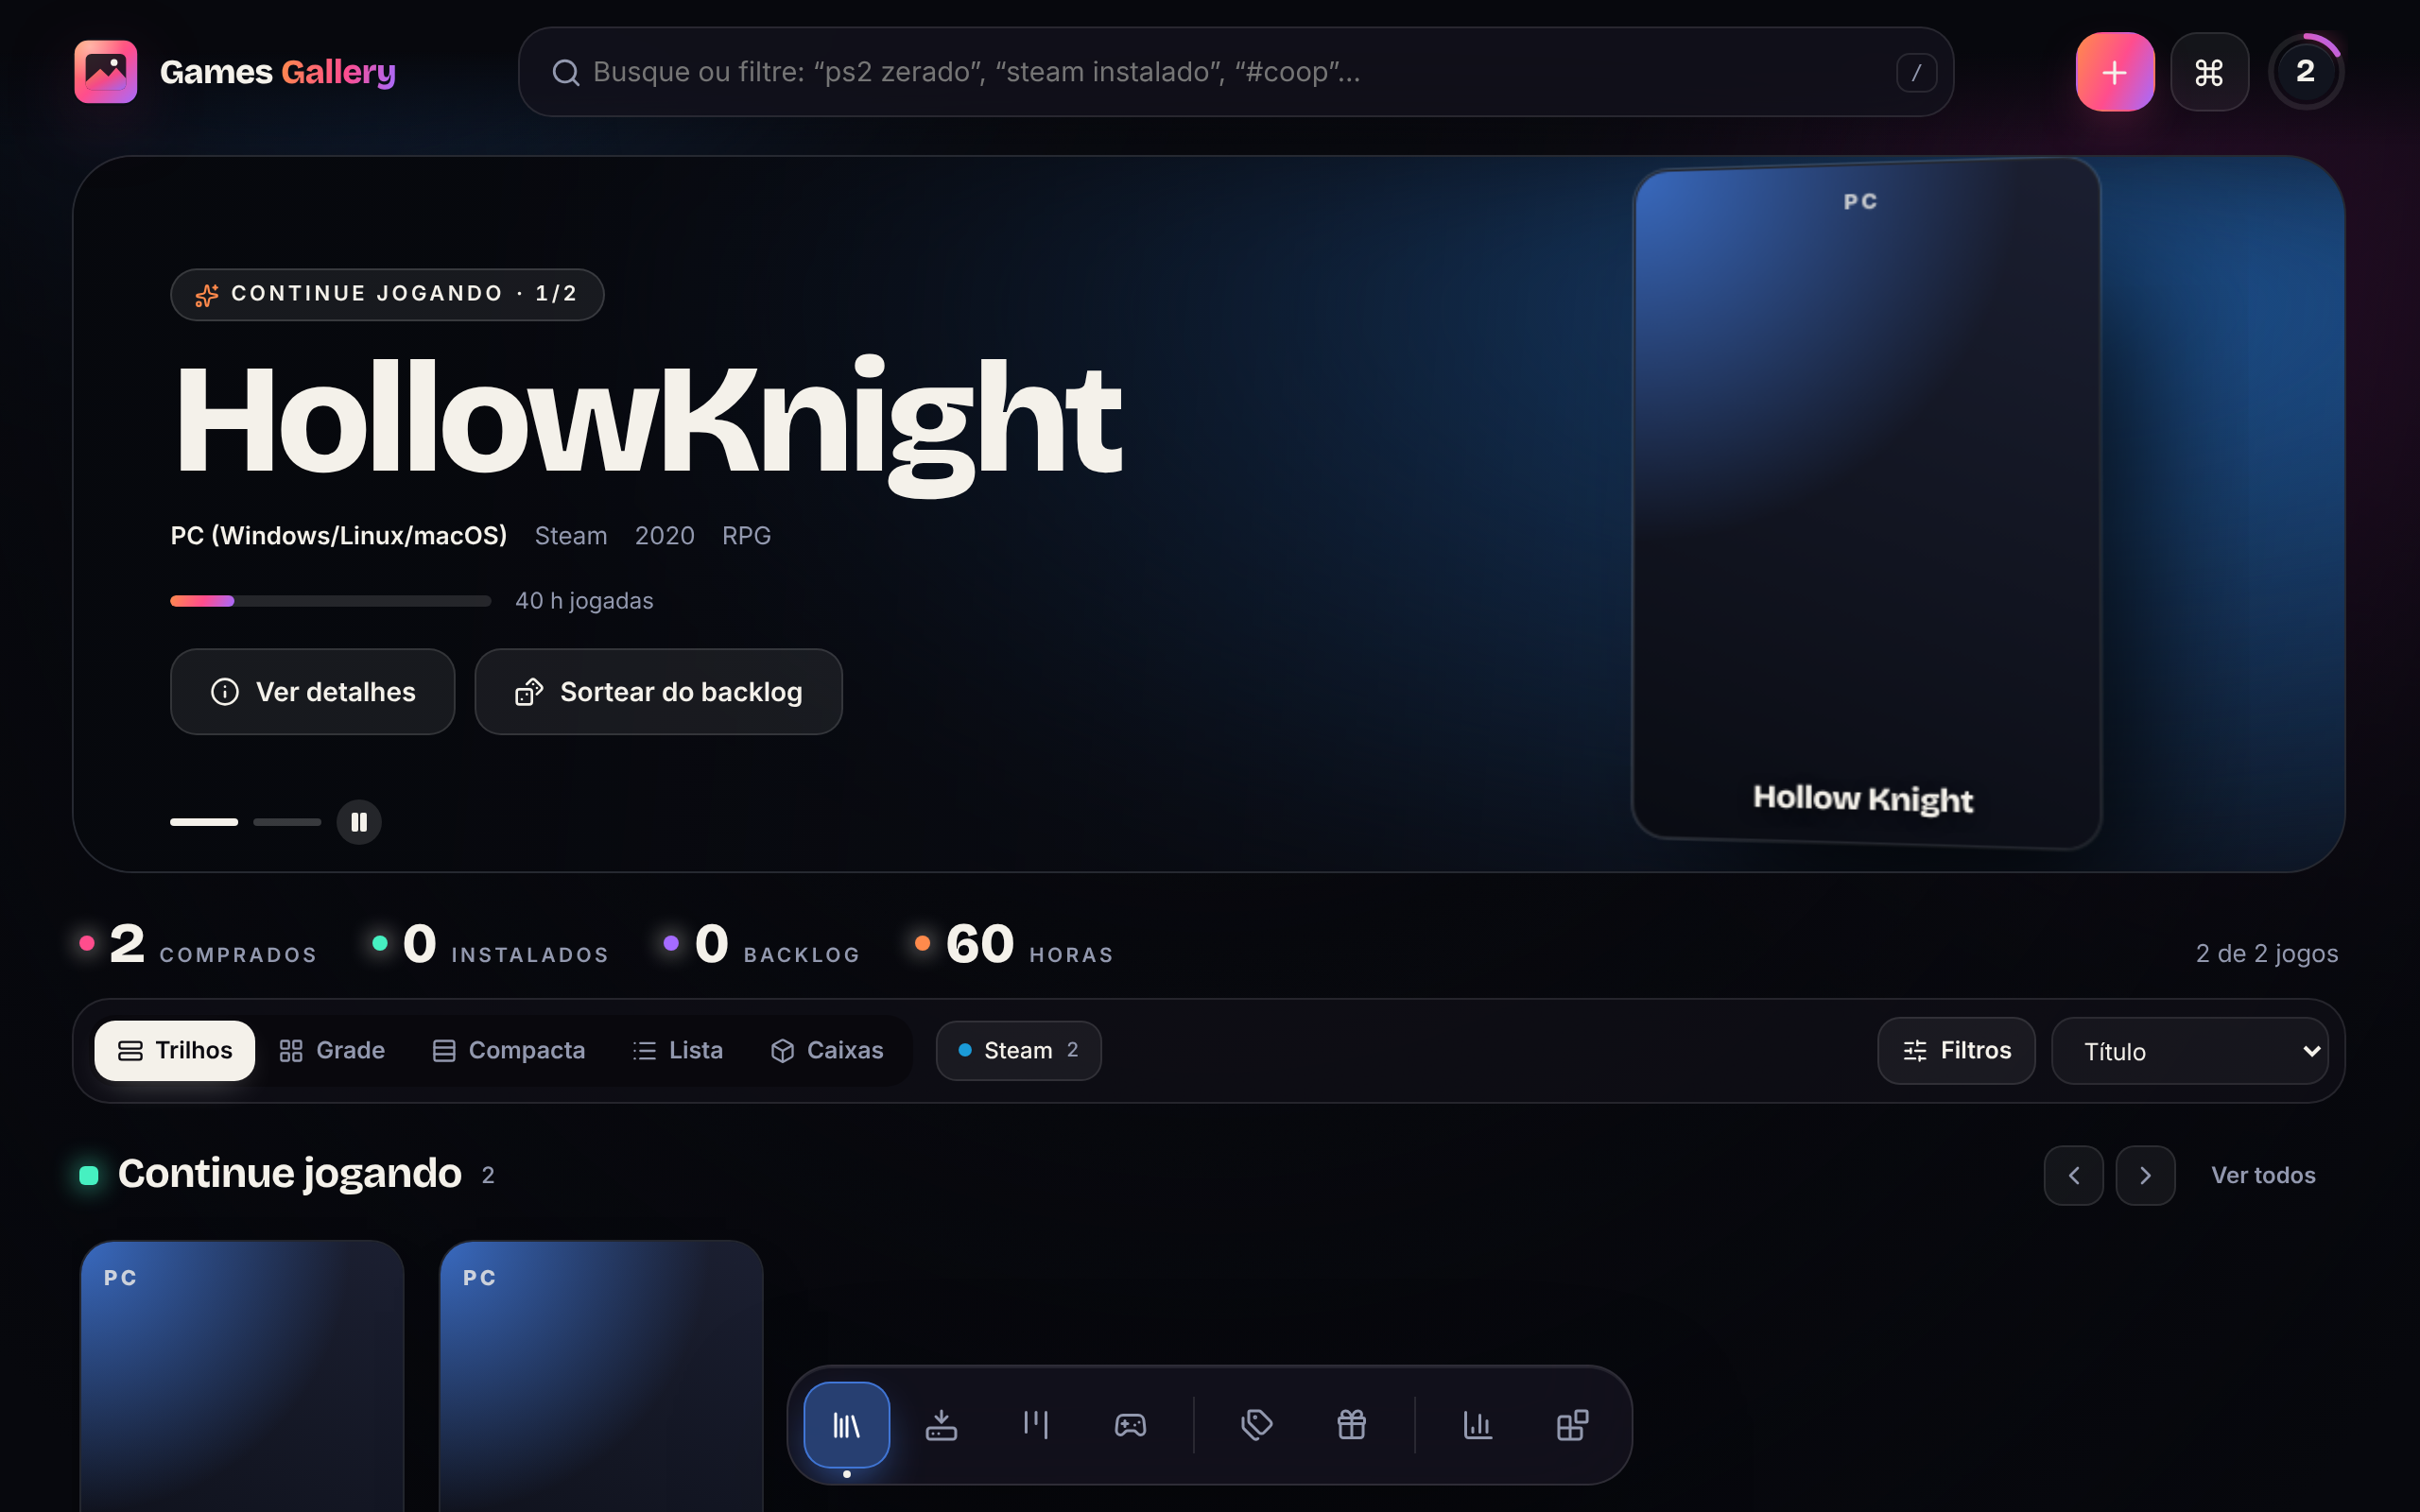 Games Gallery
Busque ou filtre: “ps2 zerado”, “steam instalado”, “#coop”...
/
2
CONTINUE JOGANDO · 1/2
HollowKnight
PC (Windows/Linux/macOS) Steam 2020 RPG
40 h jogadas
Ver detalhes
Sortear do backlog
PC
Hollow Knight
2 COMPRADOS
0 INSTALADOS
0 BACKLOG
60 HORAS
2 de 2 jogos
Trilhos
Grade
Compacta
Lista
Caixas
Steam 2
Filtros
Título
Continue jogando 2
Ver todos
PC
PC